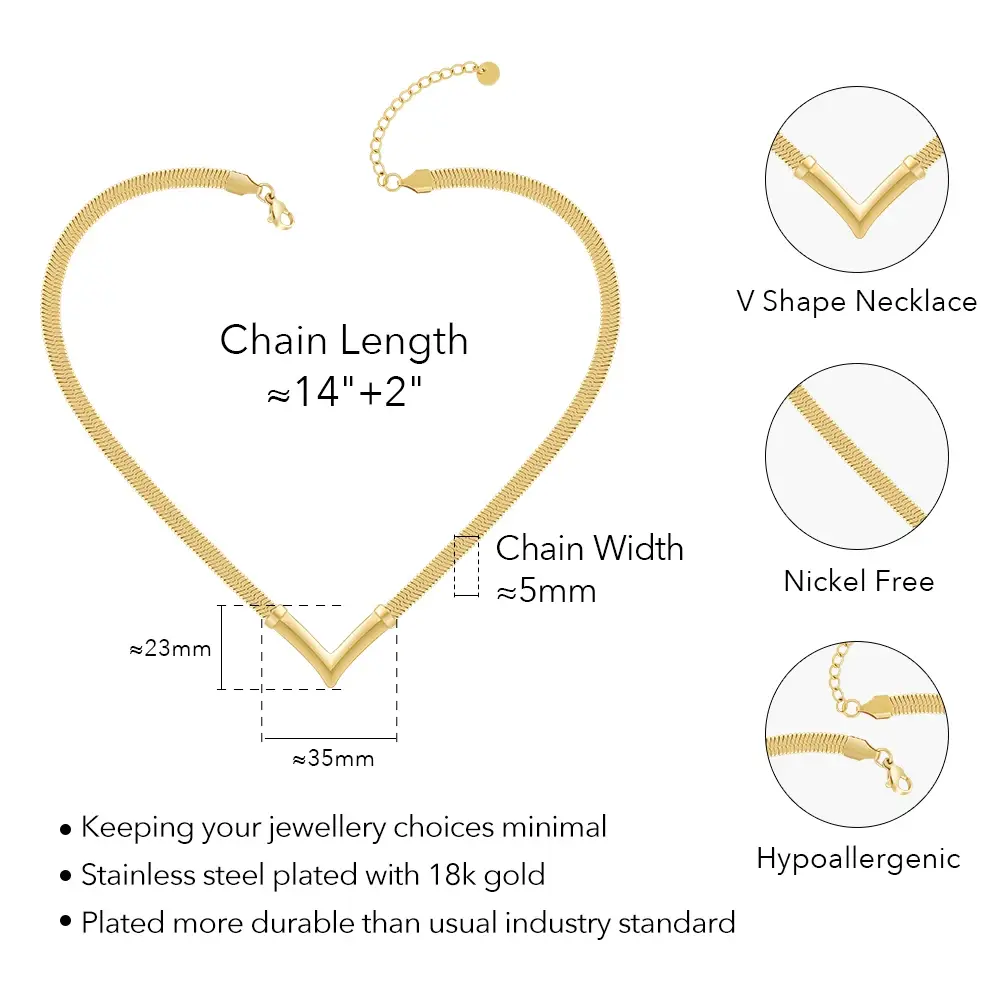 Chain Length
≈14"+2"
V Shape Necklace
Chain Width
≈5mm
Nickel Free
≈23mm
≈35mm
Hypoallergenic
• Keeping your jewellery choices minimal
• Stainless steel plated with 18k gold
• Plated more durable than usual industry standard